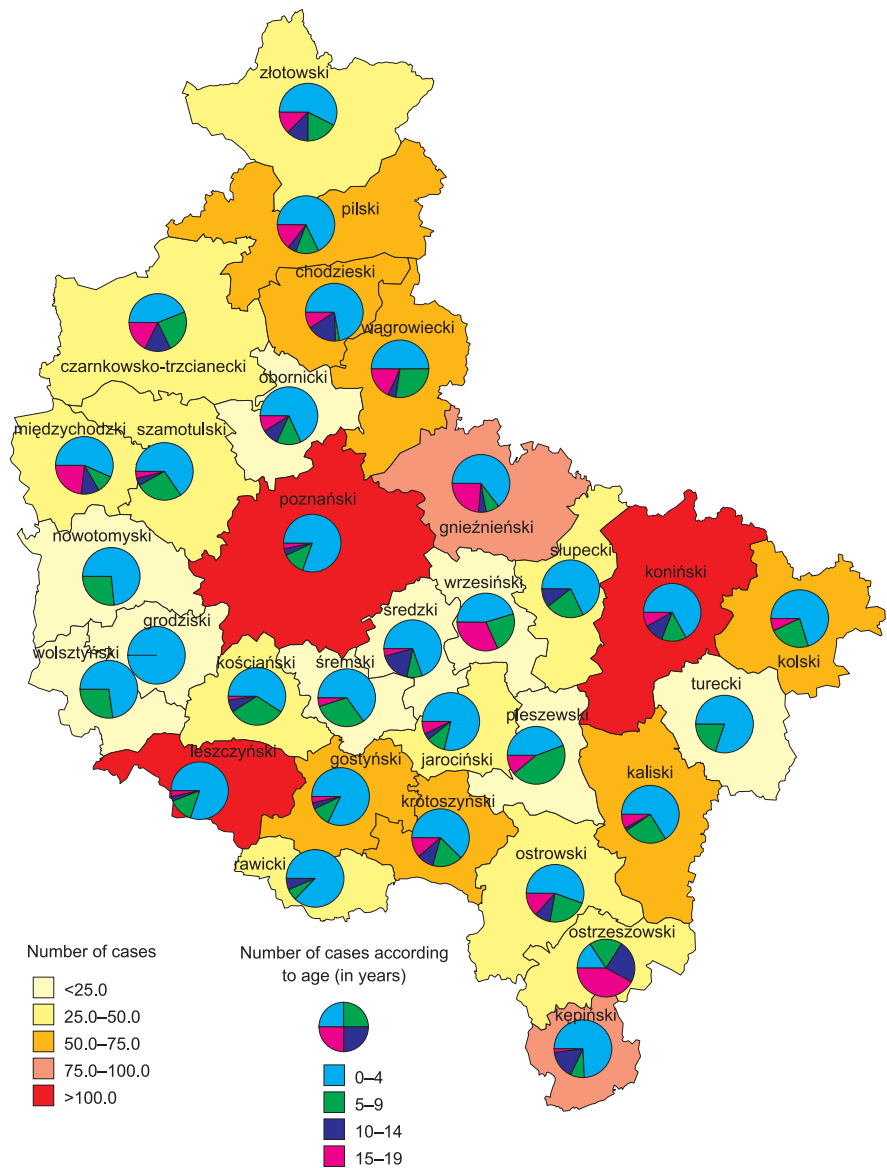 złotowski
pilski
chodzieski
wągrowiecki
czarnkowsko-trzcianecki
obornicki
międzychodzki
szamotulski
poznański
gnieźnieński
nowotomyski
słupecki
wrzesiński
koniński
średzki
grodziski
wolsztyński
kościański
śremski
kolski
turecki
pleszewski
leszczyński
gostyński
jarociński
kaliski
krotoszyński
rawicki
ostrowski
ostrzeszowski
kępiński
Number of cases
<25.0
25.0–50.0
50.0–75.0
75.0–100.0
>100.0
Number of cases according
to age (in years)
0–4
5–9
10–14
15–19